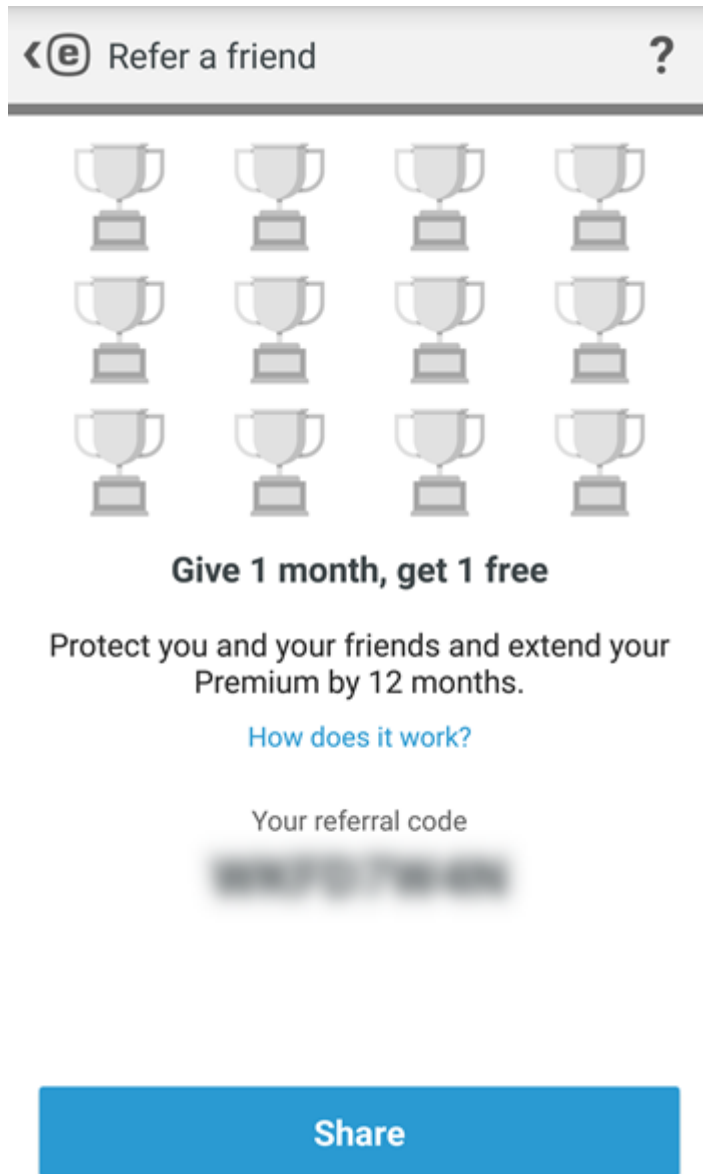 e Refer a friend ?
Give 1 month, get 1 free
Protect you and your friends and extend your
Premium by 12 months.
How does it work?
Your referral code
Share